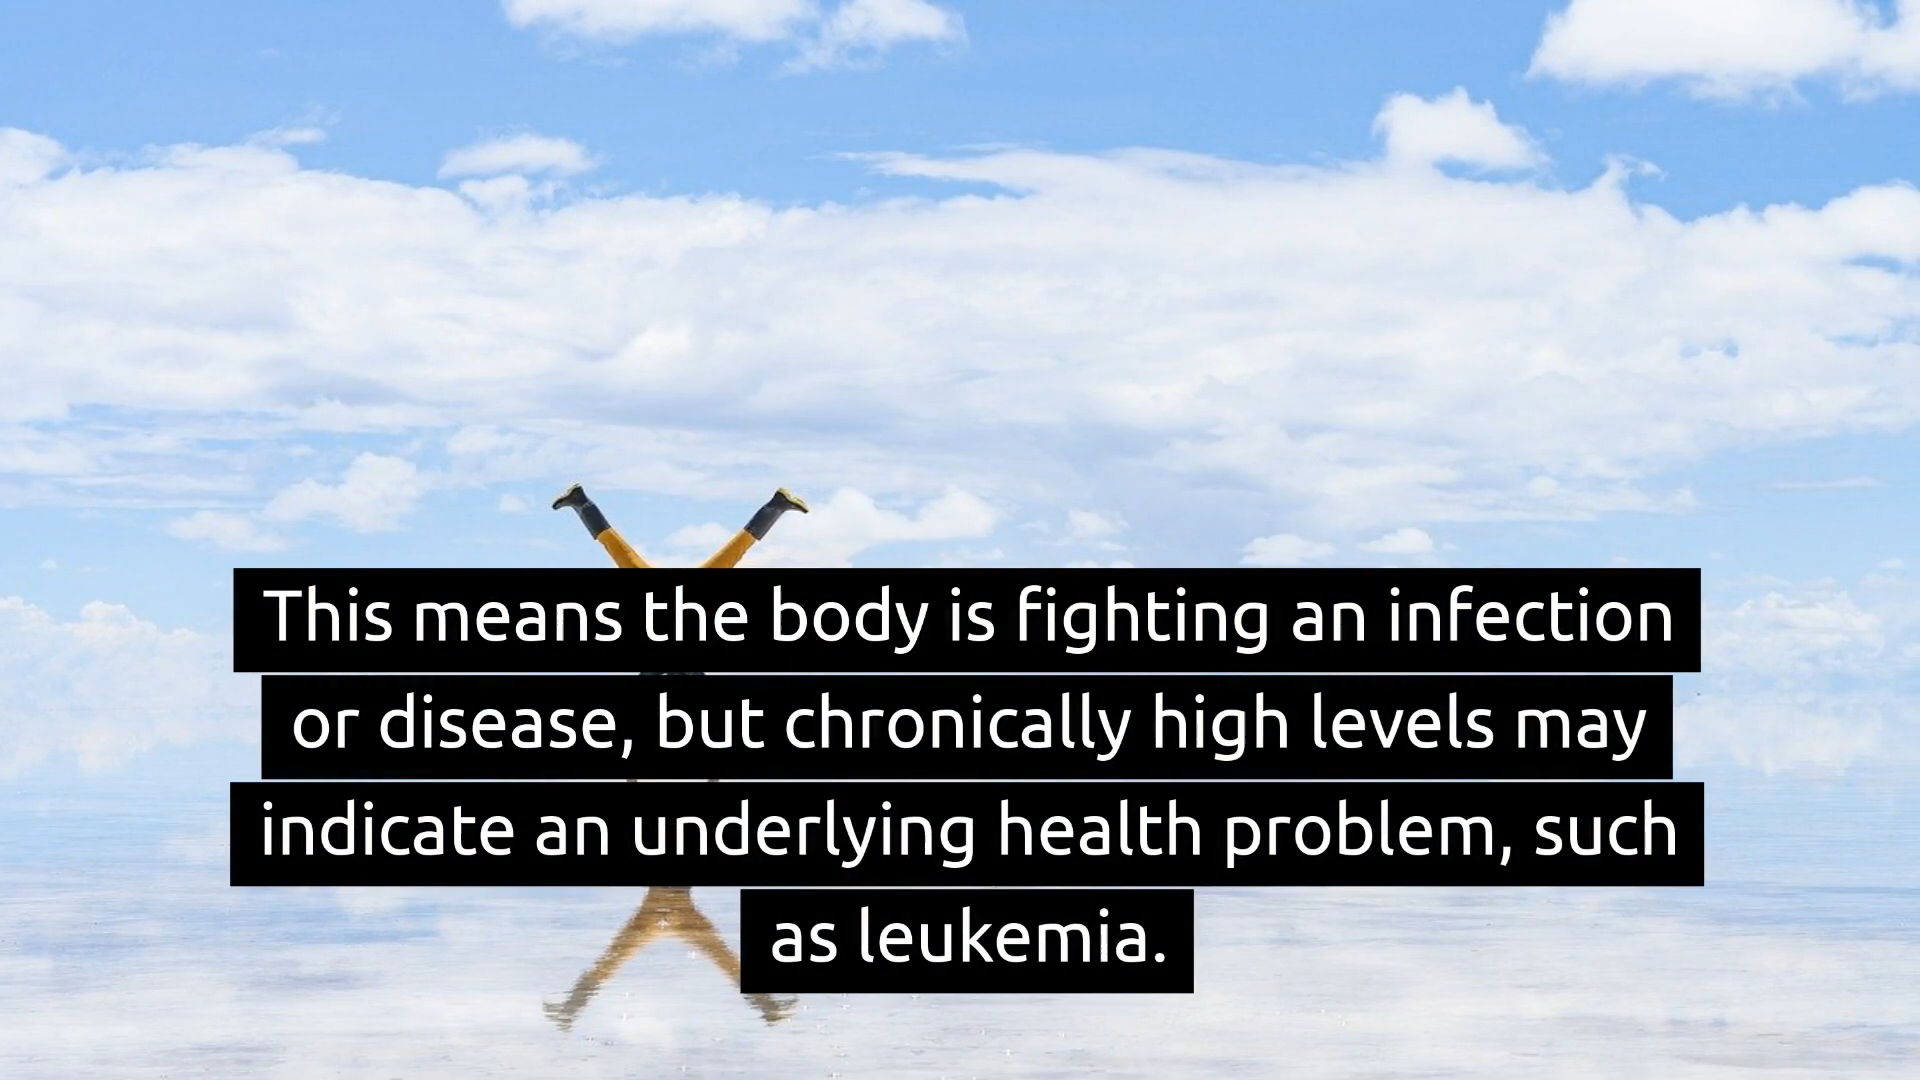 This means the body is fighting an infection
or disease, but chronically high levels may
indicate an underlying health problem, such
as leukemia.